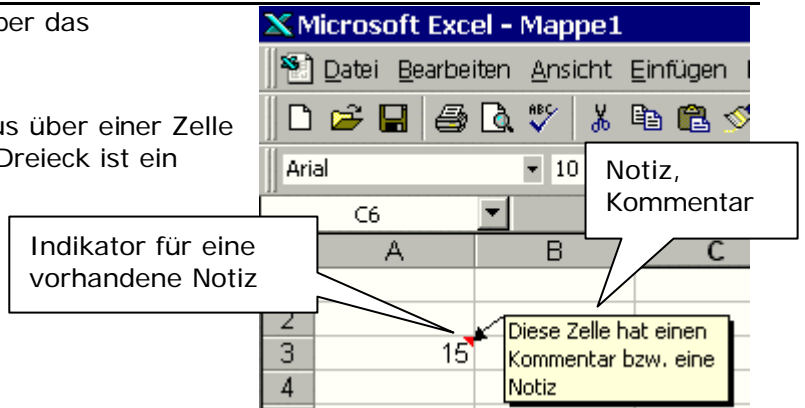 ber das
us über einer Zelle
Dreieck ist ein
Microsoft Excel - Mappe1
Datei Bearbeiten Ansicht Einfügen
ABC
Arial 10
C6
Notiz,
Kommentar
Indikator für eine
vorhandene Notiz
A B C
2
3 15
4
Diese Zelle hat einen
Kommentar bzw. eine
Notiz